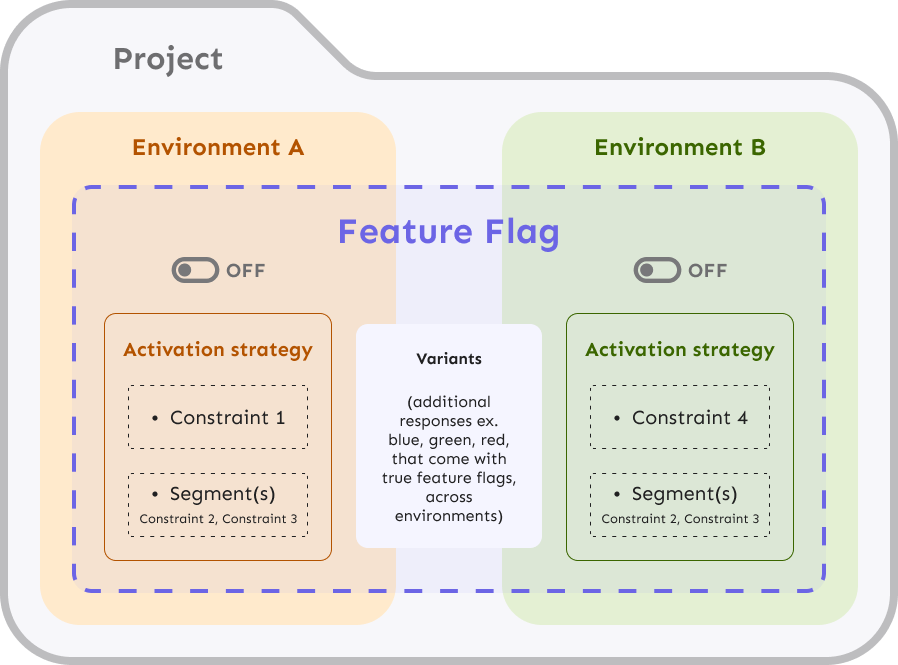 Project
Environment A
Environment B
Feature Flag
OFF
OFF
Activation strategy
• Constraint 1
• Segment(s)
Constraint 2, Constraint 3
Variants
(additional
responses ex.
blue, green, red,
that come with
true feature flags,
across
environments)
Activation strategy
• Constraint 4
• Segment(s)
Constraint 2, Constraint 3